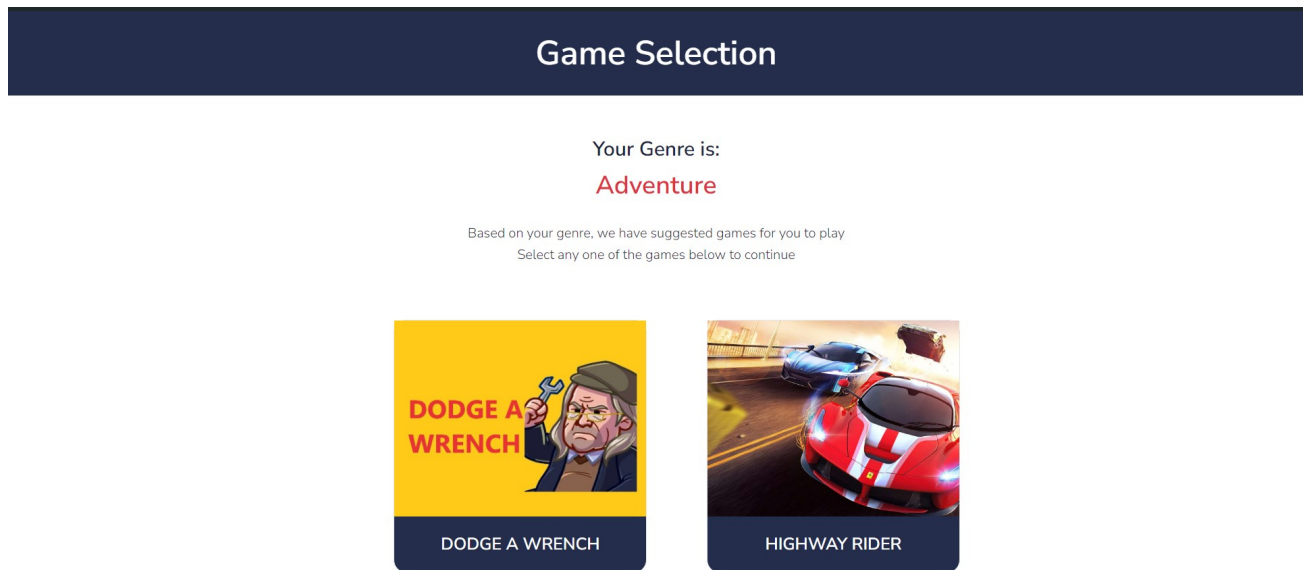 Game Selection
Your Genre is:
Adventure
Based on your genre, we have suggested games for you to play
Select any one of the games below to continue
DODGE A
WRENCH
DODGE A WRENCH
HIGHWAY RIDER